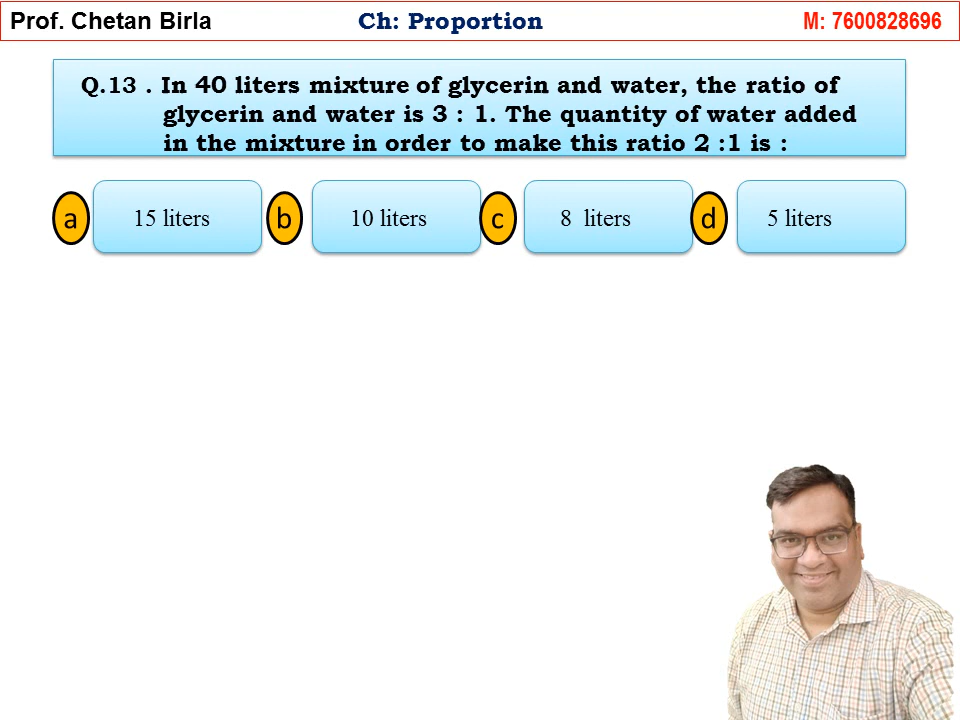 Prof. Chetan Birla Ch: Proportion M: 7600828696
Q.13 . In 40 liters mixture of glycerin and water, the ratio of
glycerin and water is 3 : 1. The quantity of water added
in the mixture in order to make this ratio 2 :1 is :
a 15 liters b 10 liters c 8 liters d 5 liters